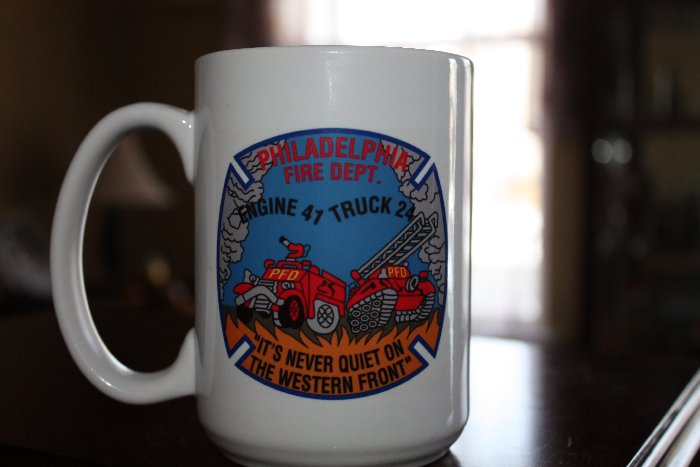 PHILADELPHIA
FIRE DEPT.
ENGINE 41 TRUCK 24
PFD
PFD
"IT'S NEVER QUIET ON
THE WESTERN FRONT"